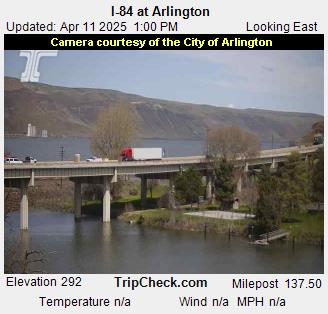 I-84 at Arlington
Updated: Apr 11 2025 1:00 PM Looking East
Camera courtesy of the City of Arlington
Elevation 292 TripCheck.com Milepost 137.50
Temperature n/a Wind n/a MPH n/a